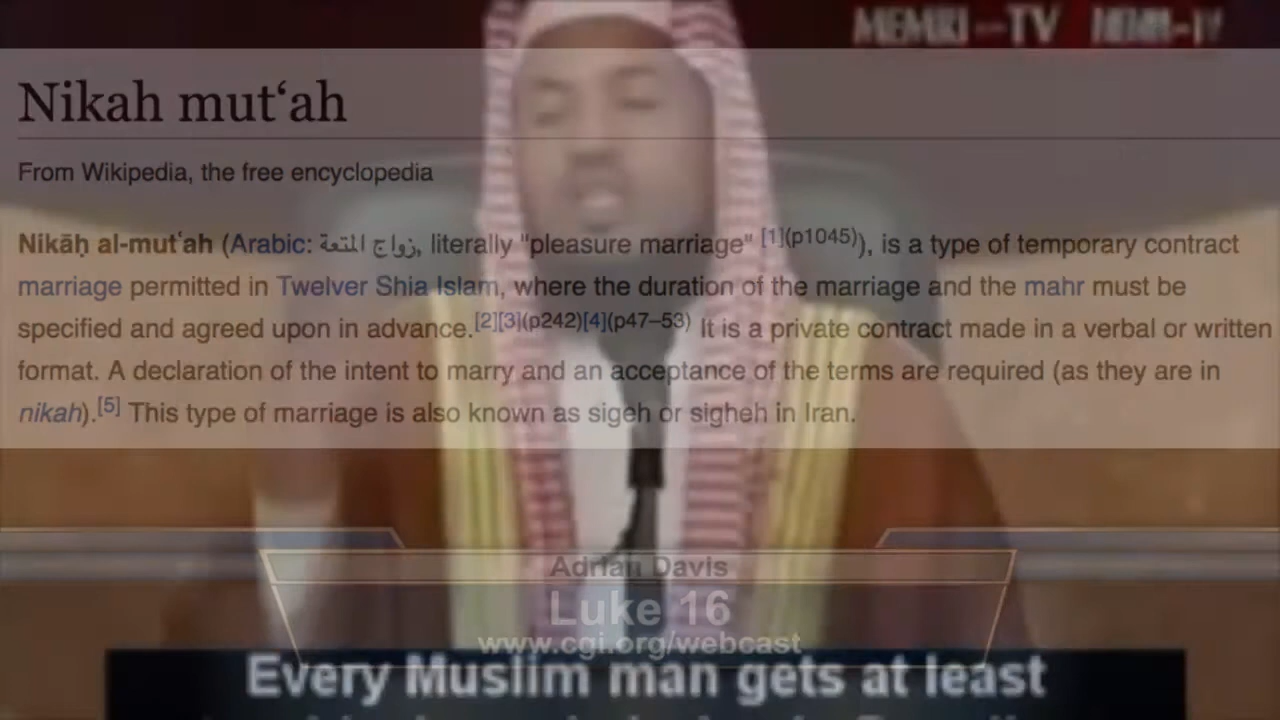 MEMRI—TV MEMRI-TV
Nikah mut‘ah
From Wikipedia, the free encyclopedia
Nikāḥ al-mut‘ah (Arabic: زواج المتعة, literally "pleasure marriage" [1](p1045)), is a type of temporary contract
marriage permitted in Twelver Shia Islam, where the duration of the marriage and the mahr must be
specified and agreed upon in advance.[2][3](p242)[4](p47–53) It is a private contract made in a verbal or written
format. A declaration of the intent to marry and an acceptance of the terms are required (as they are in
nikah).[5] This type of marriage is also known as sigeh or sigheh in Iran.
Adrian Davis
Luke 16
www.cgi.org/webcast
Every Muslim man gets at least